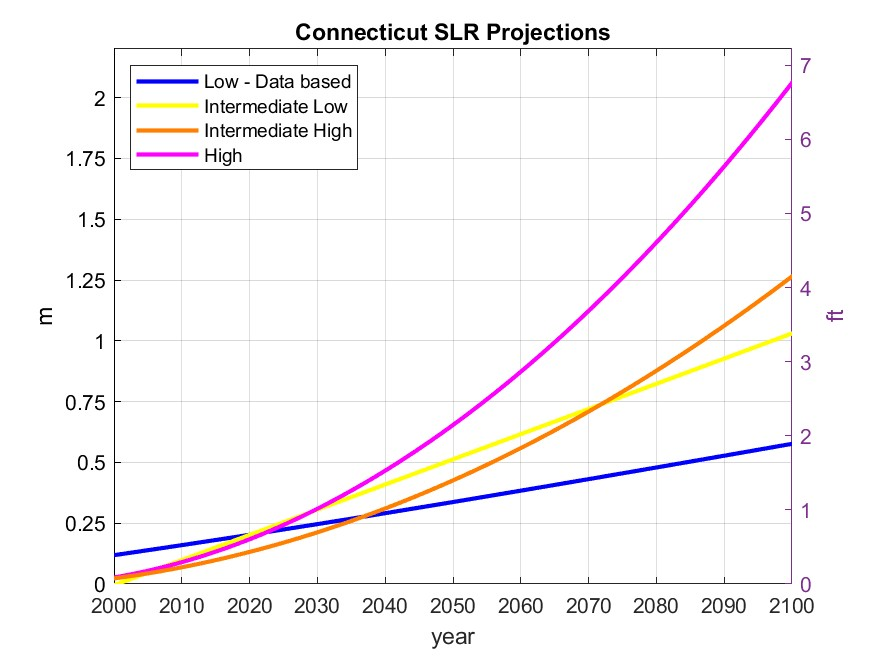 Connecticut SLR Projections
Low - Data based
Intermediate Low
Intermediate High
High
m
2
1.75
1.5
1.25
1
0.75
0.5
0.25
0
ft
7
6
5
4
3
2
1
0
2000 2010 2020 2030 2040 2050 2060 2070 2080 2090 2100
year